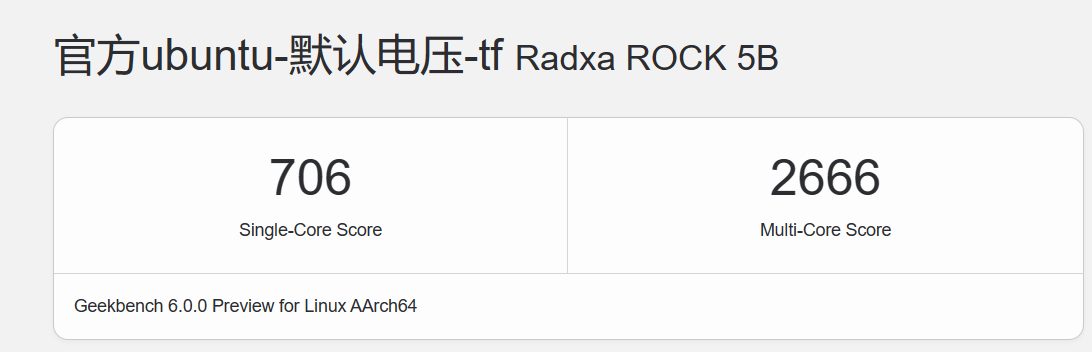 官方ubuntu-默认电压-tf Radxa ROCK 5B
706
Single-Core Score
2666
Multi-Core Score
Geekbench 6.0.0 Preview for Linux AArch64